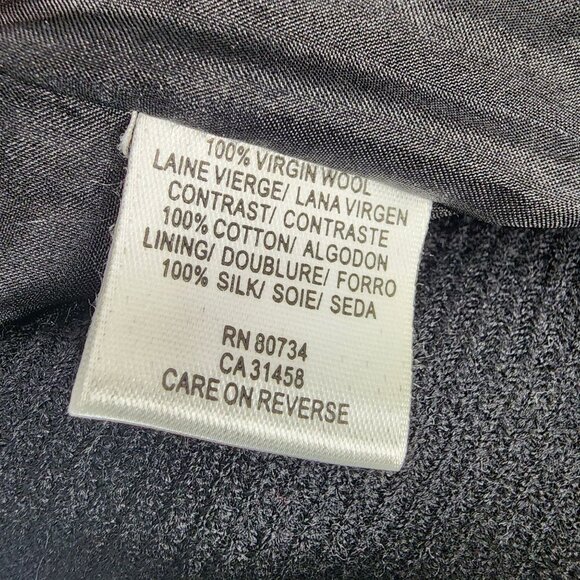 100% VIRGIN WOOL
LAINE VIERGE/ LANA VIRGEN
CONTRAST/ CONTRASTE
100% COTTON/ ALGODON
LINING/ DOUBLURE/ FORRO
100% SILK/ SOIE/ SEDA
RN 80734
CA 31458
CARE ON REVERSE